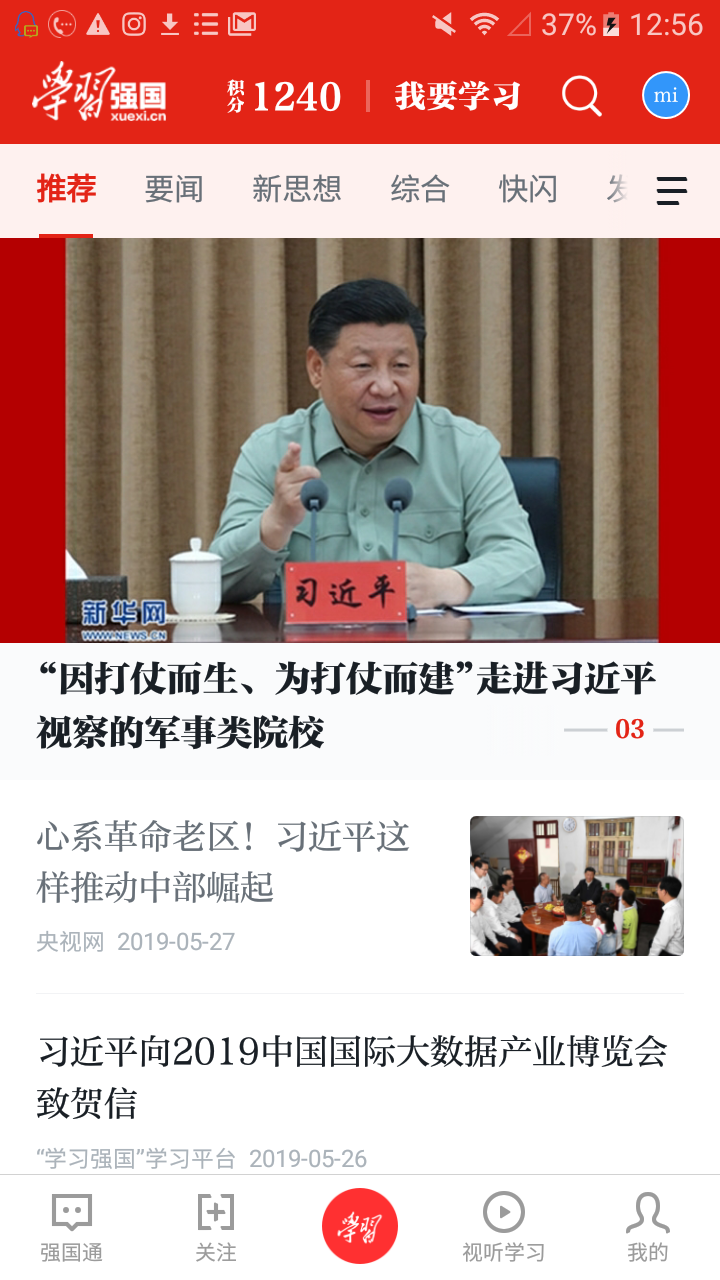 37% 12:56
学習强国
xuexi.cn
积分 1240 我要学习
mi
推荐 要闻 新思想 综合 快闪
习近平
新华网
WWW.NEWS.CN
“因打仗而生、为打仗而建”走进习近平
视察的军事类院校
03
心系革命老区！习近平这
样推动中部崛起
央视网 2019-05-27
习近平向2019中国国际大数据产业博览会
致贺信
“学习强国”学习平台 2019-05-26
强国通 关注 学習 视听学习 我的